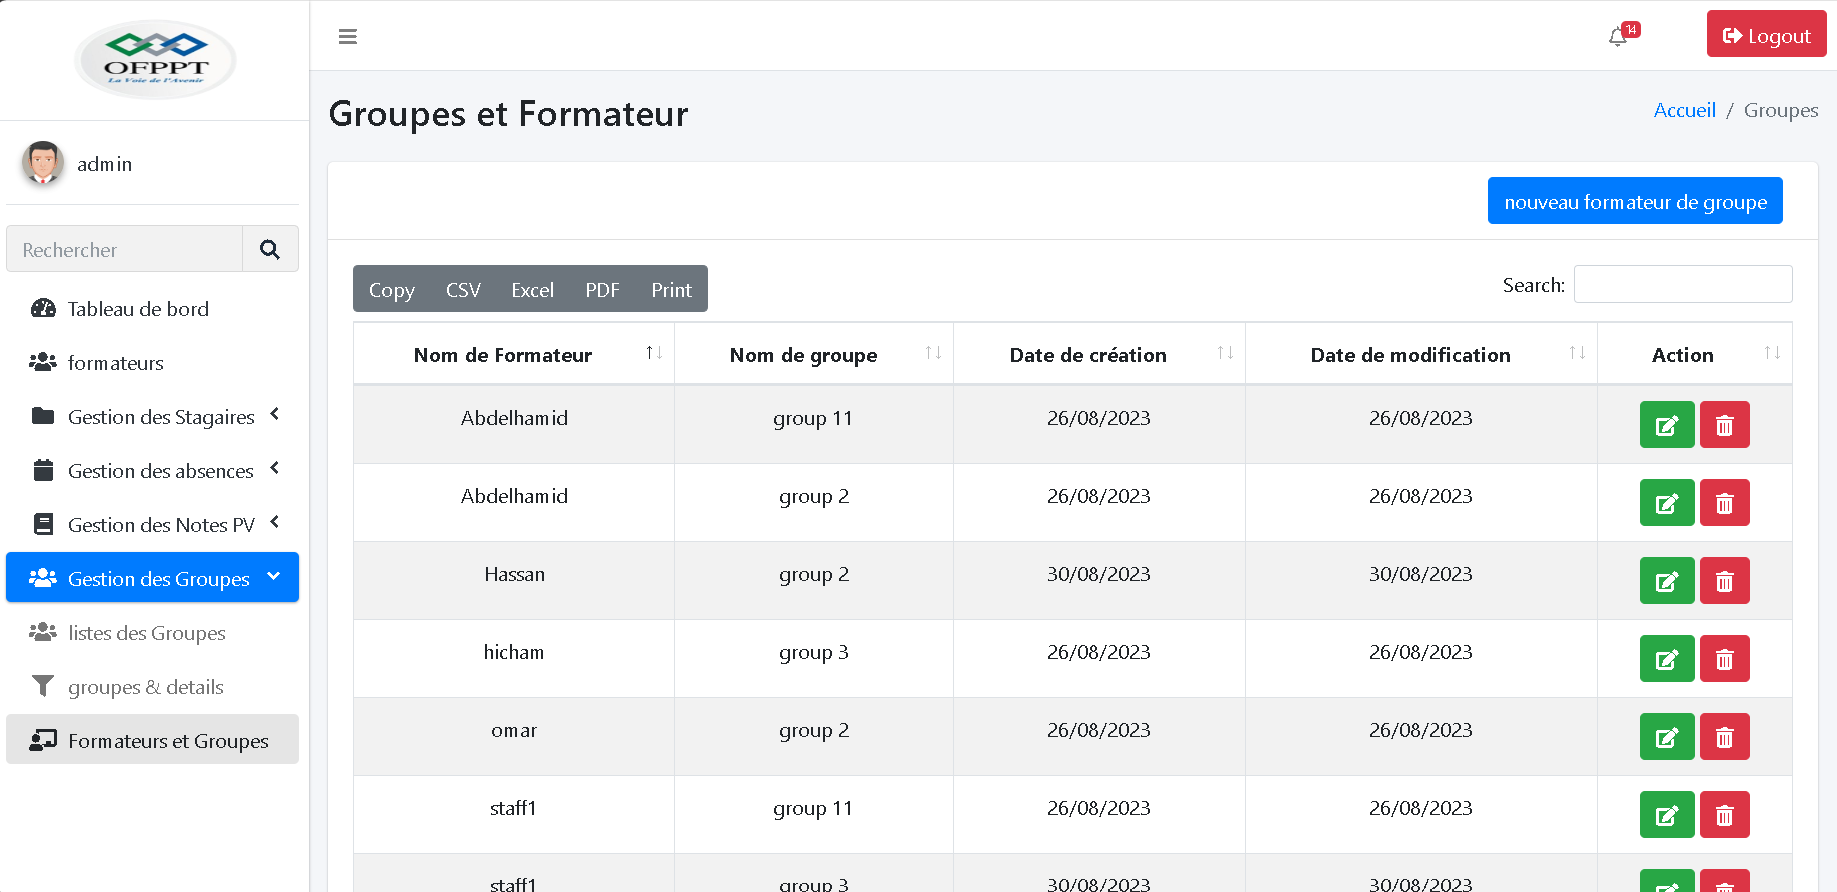 OFPPT
La Voie de l'Avenir
admin
Rechercher
Tableau de bord
formateurs
Gestion des Stagaires
Gestion des absences
Gestion des Notes PV
Gestion des Groupes
listes des Groupes
groupes & details
Formateurs et Groupes
14
Logout
Groupes et Formateur
Accueil / Groupes
nouveau formateur de groupe
Copy CSV Excel PDF Print
Search:
Nom de Formateur Nom de groupe Date de création Date de modification Action
Abdelhamid group 11 26/08/2023 26/08/2023
Abdelhamid group 2 26/08/2023 26/08/2023
Hassan group 2 30/08/2023 30/08/2023
hicham group 3 26/08/2023 26/08/2023
omar group 2 26/08/2023 26/08/2023
staff1 group 11 26/08/2023 26/08/2023
staff1 group 3 30/08/2023 30/08/2023